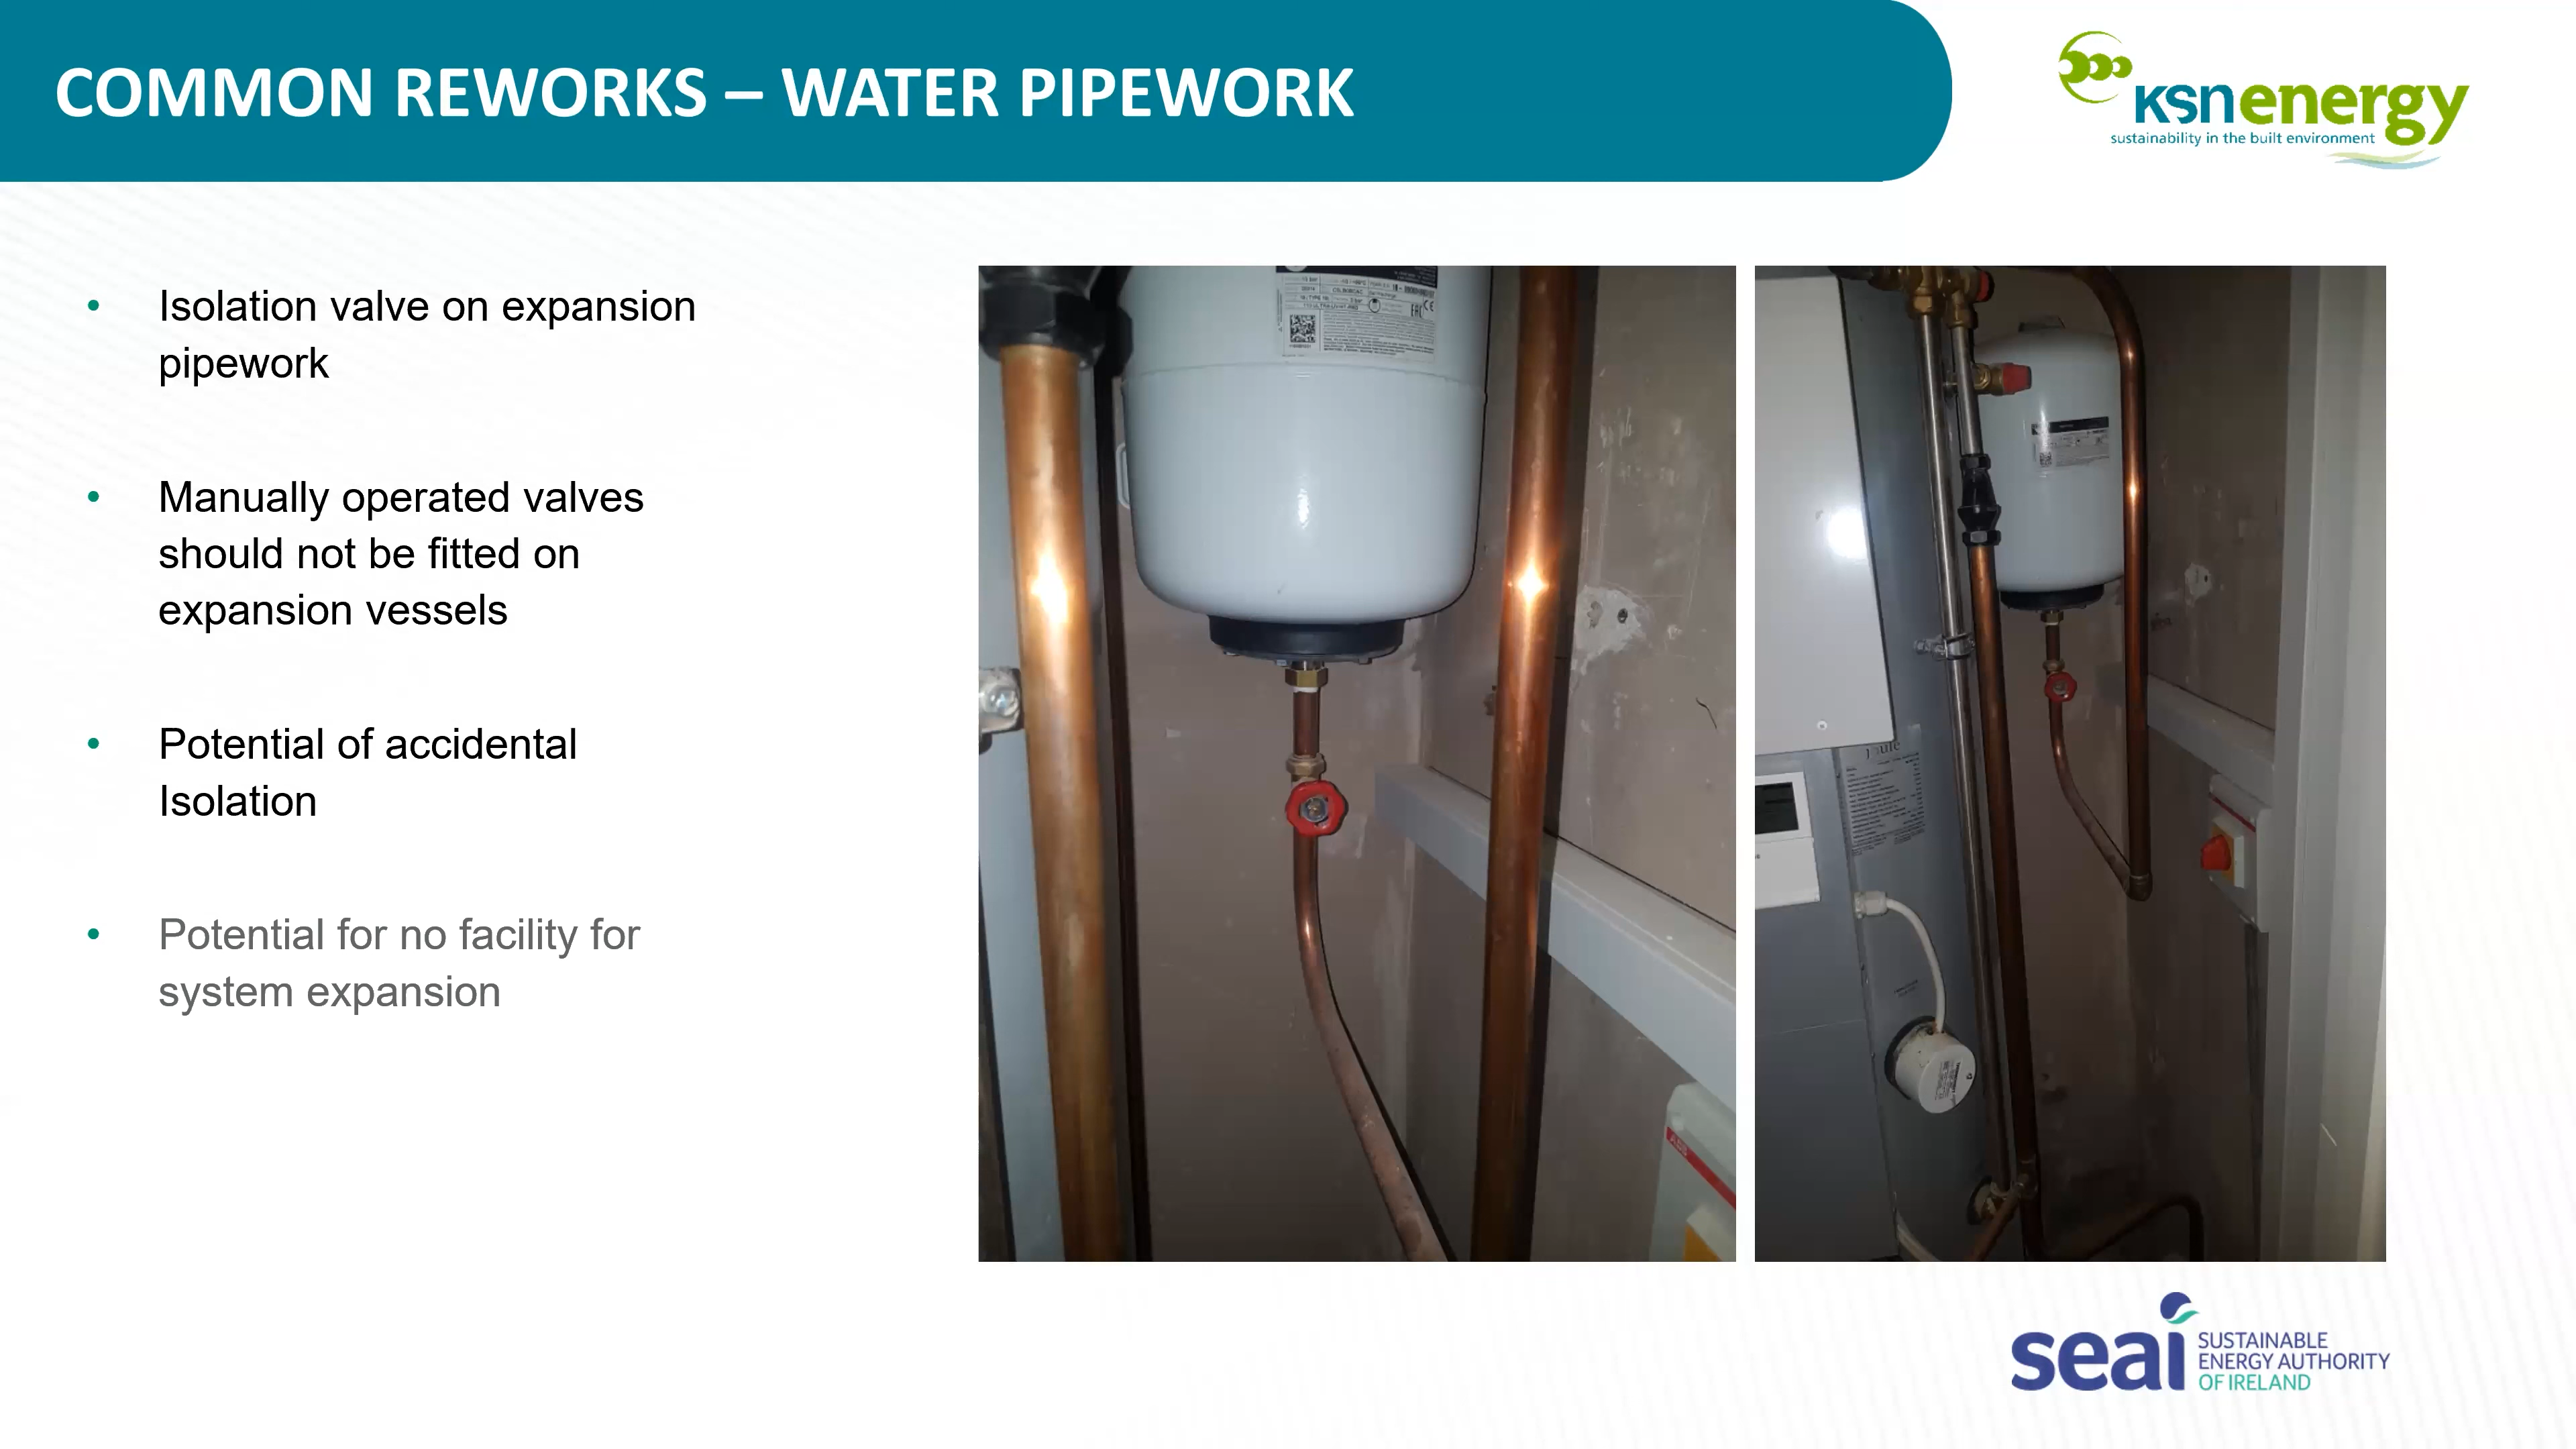 COMMON REWORKS – WATER PIPEWORK
ksnenergy
sustainability in the built environment
• Isolation valve on expansion
pipework
• Manually operated valves
should not be fitted on
expansion vessels
• Potential of accidental
Isolation
• Potential for no facility for
system expansion
seai
SUSTAINABLE
ENERGY AUTHORITY
OF IRELAND